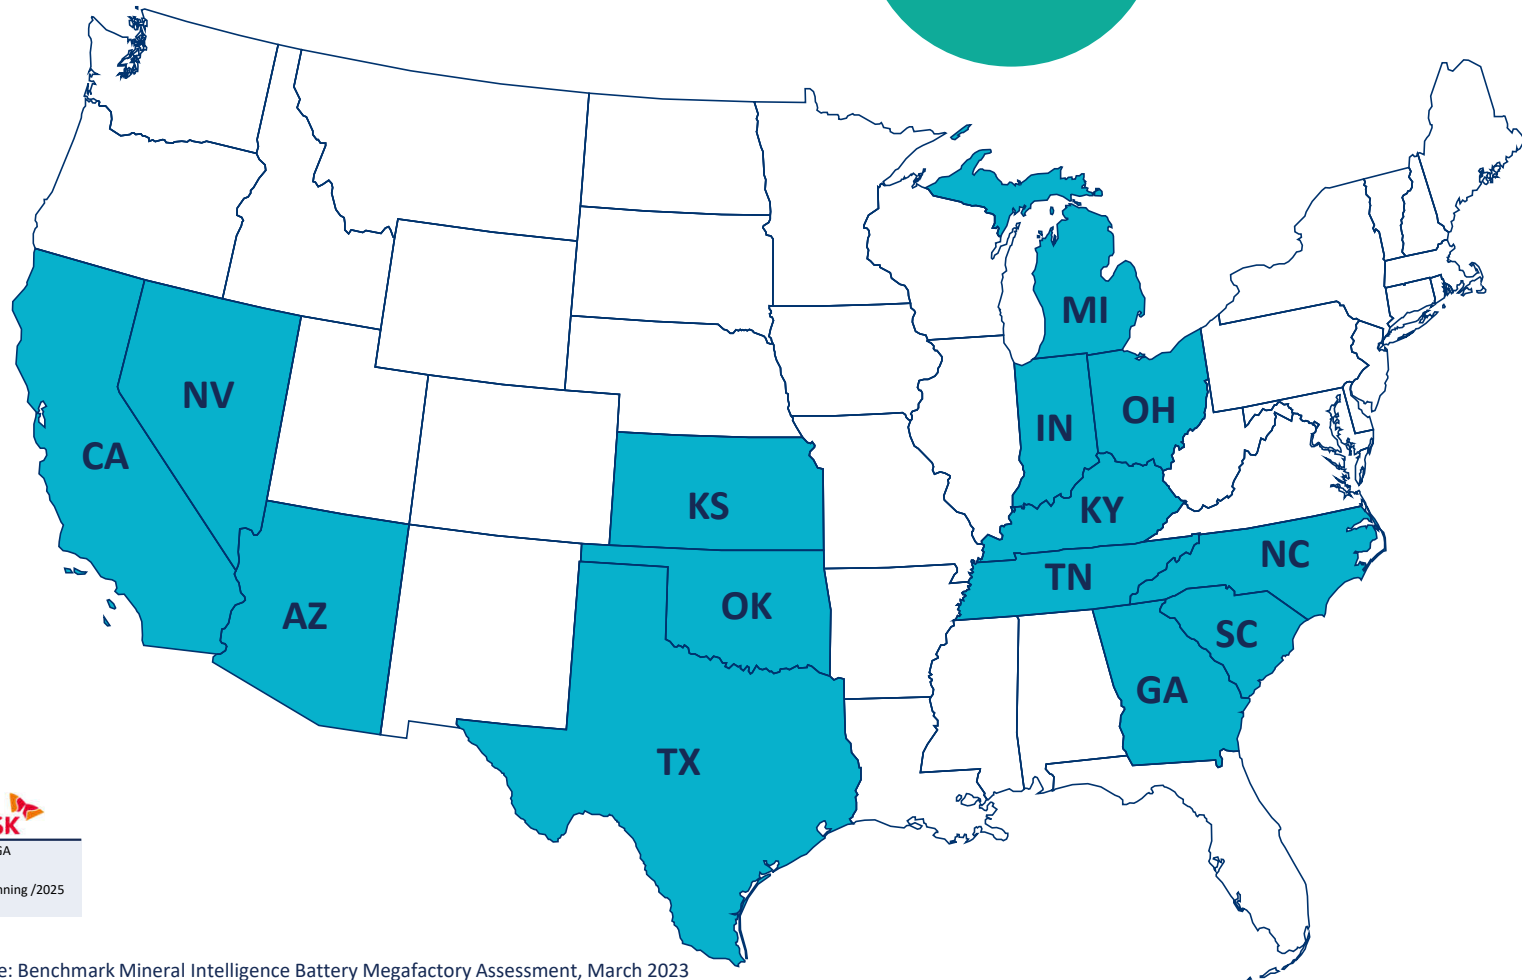 MI
NV
OH
IN
CA
KS
KY
NC
TN
OK
AZ
SC
GA
TX
SK
GA
/2025
: Benchmark Mineral Intelligence Battery Megafactory Assessment, March 2023